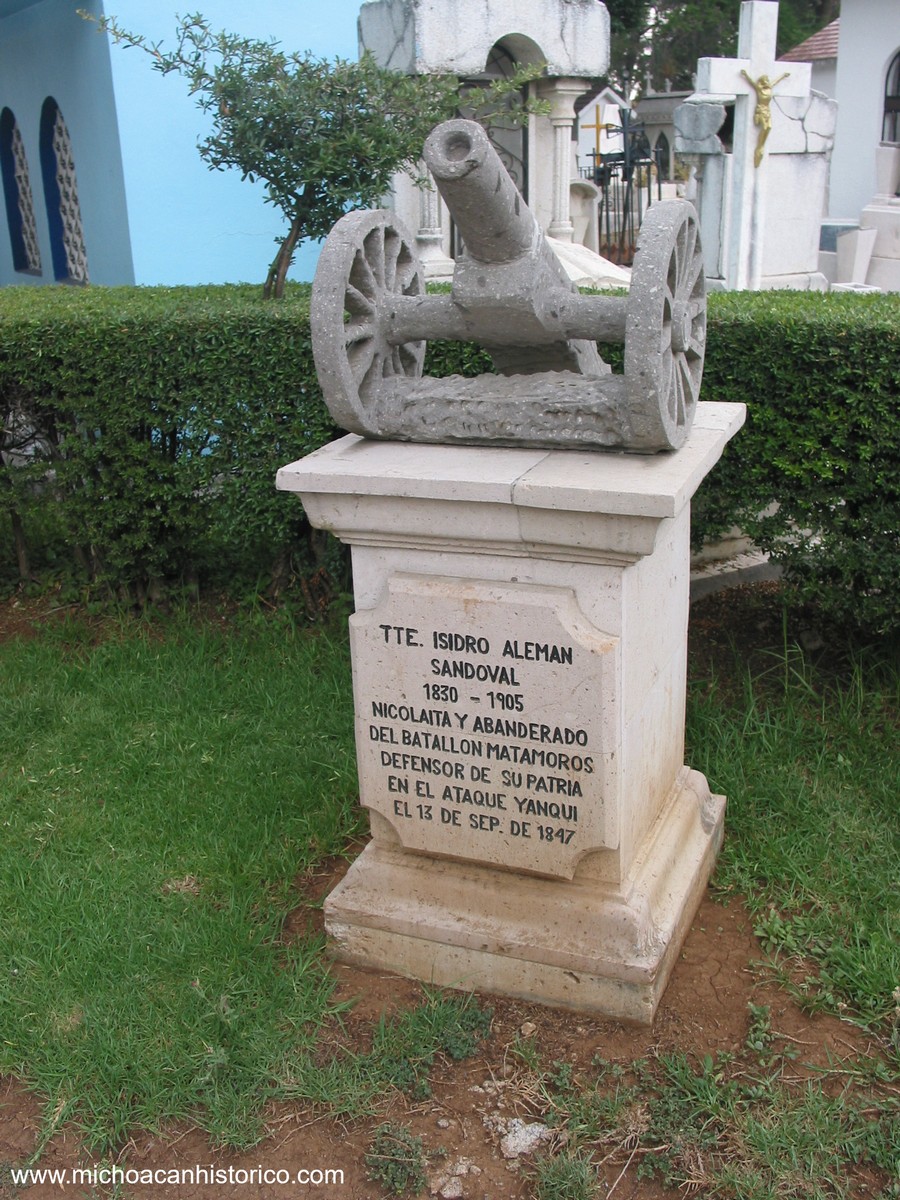 TTE. ISIDRO ALEMAN
SANDOVAL
1830 - 1905
NICOLAITA Y ABANDERADO
DEL BATALLON MATAMOROS
DEFENSOR DE SU PATRIA
EN EL ATAQUE YANQUI
EL 13 DE SEP. DE 1847
www.michoacanhistorico.com